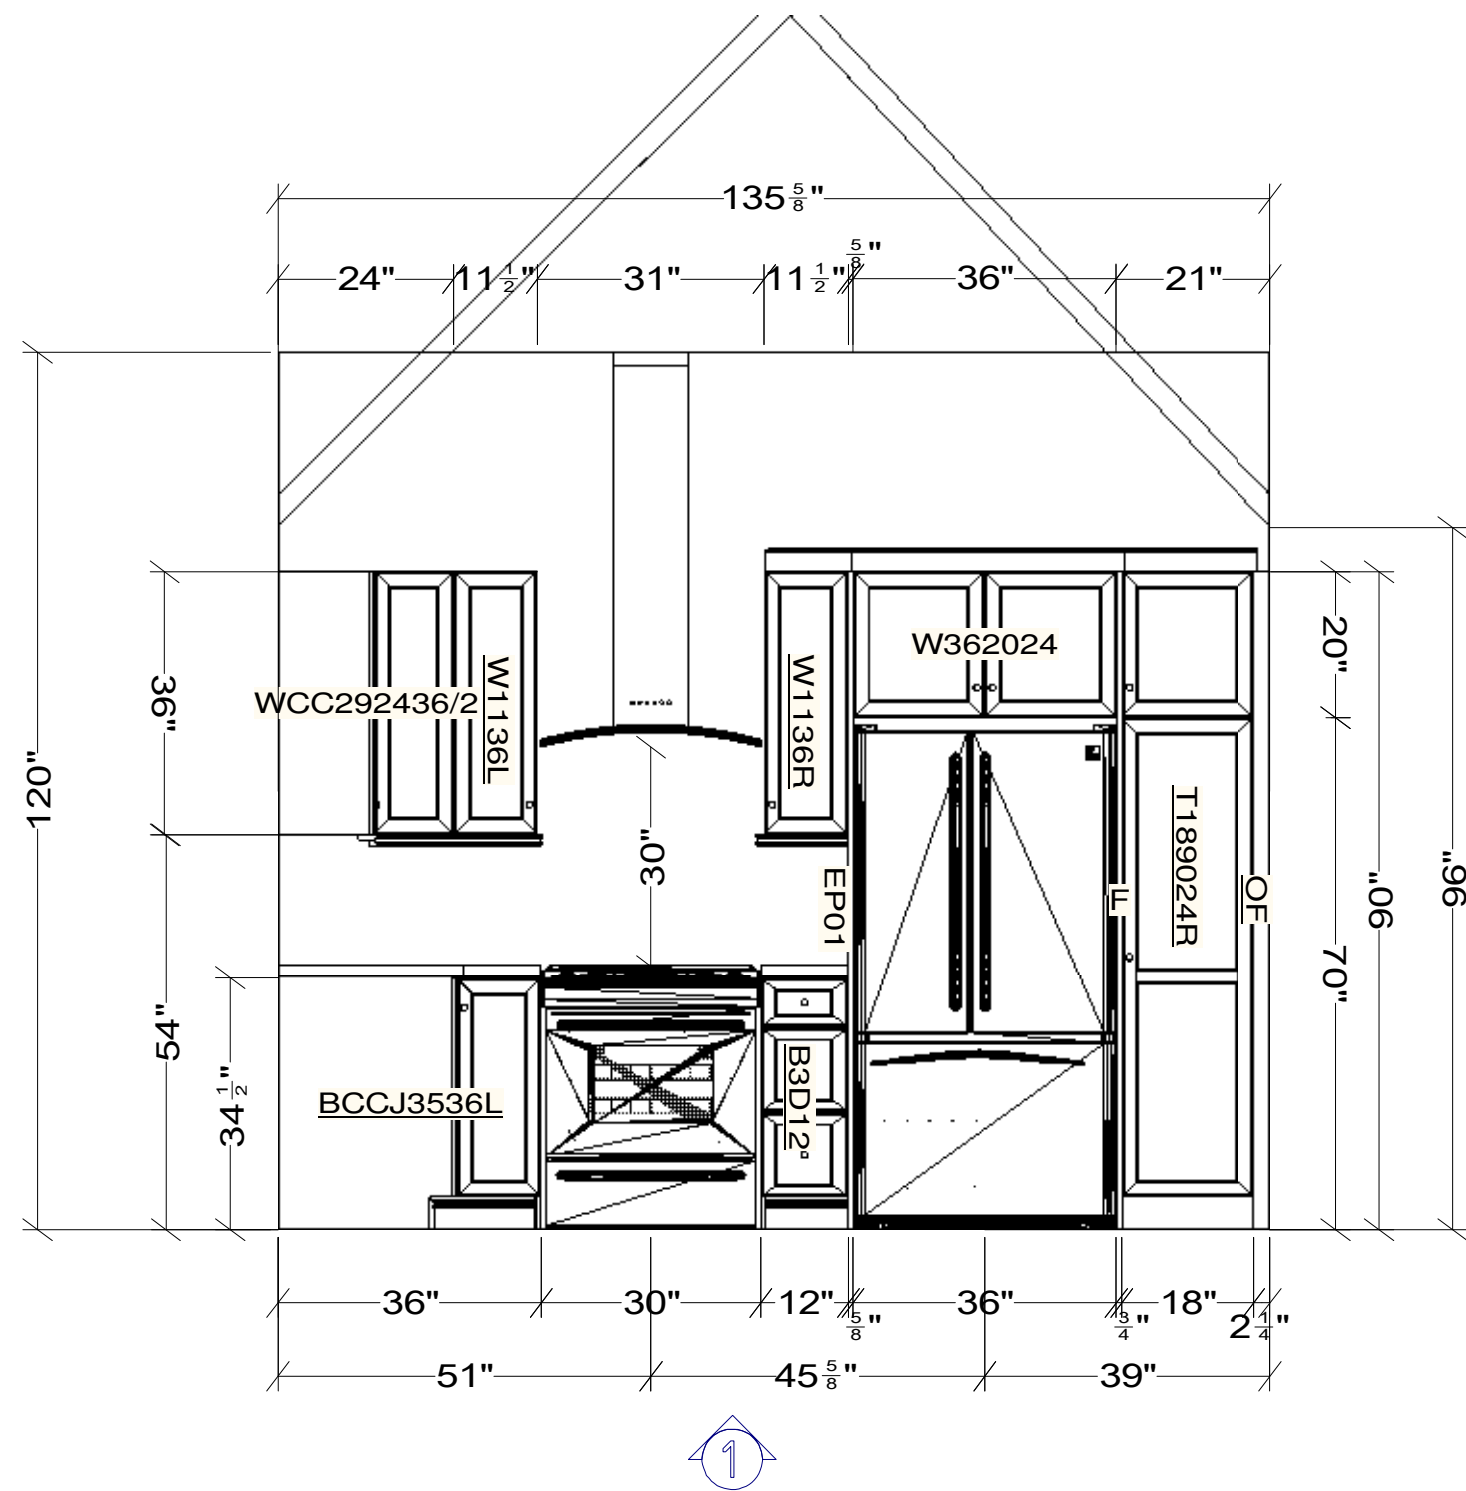 135 5/8"
5/8"
24" 11 1/2" 31" 11 1/2" 36" 21"
W362024
20"
36"
WCC292436/2
W1136L
W1136R
120"
30"
T189024R
EP01
F
OF
90"
96"
70"
54"
34 1/2"
BCCJ3536L
B3D12
36" 30" 12" 36" 18"
5/8" 3/4" 2 1/4"
51" 45 5/8" 39"
1